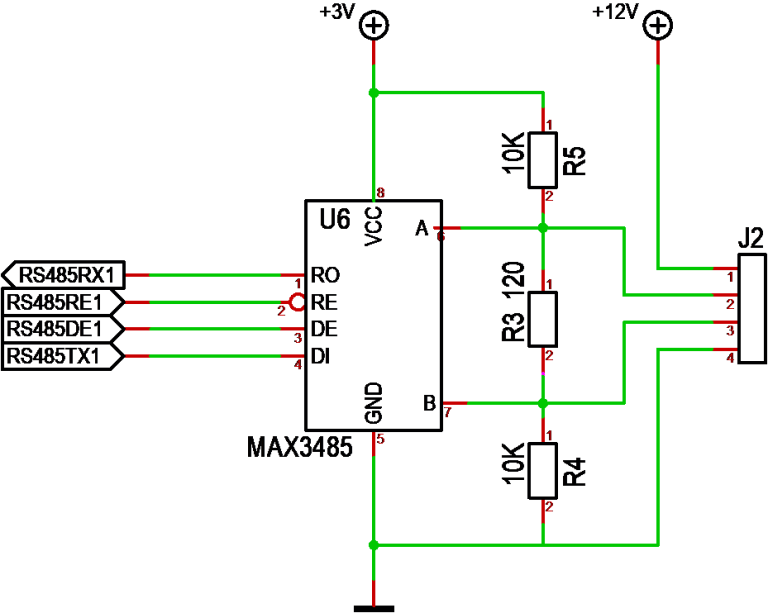 +3V
+12V
1
10K
R5
2
8
U6
VCC
A
6
J2
RS485RX1
1
RO
1
120
1
RS485RE1
2
RE
R3
2
RS485DE1
3
DE
3
RS485TX1
4
DI
2
4
GND
B
7
MAX3485
5
1
10K
R4
2